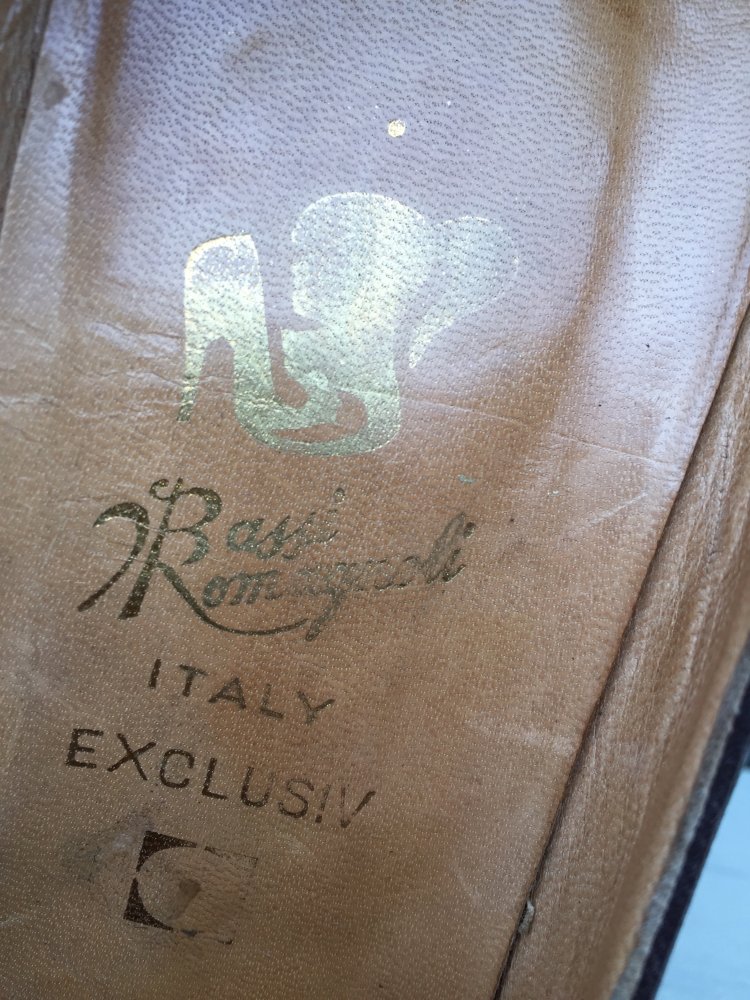 Bassi
Romagnoli
ITALY
EXCLUSIV